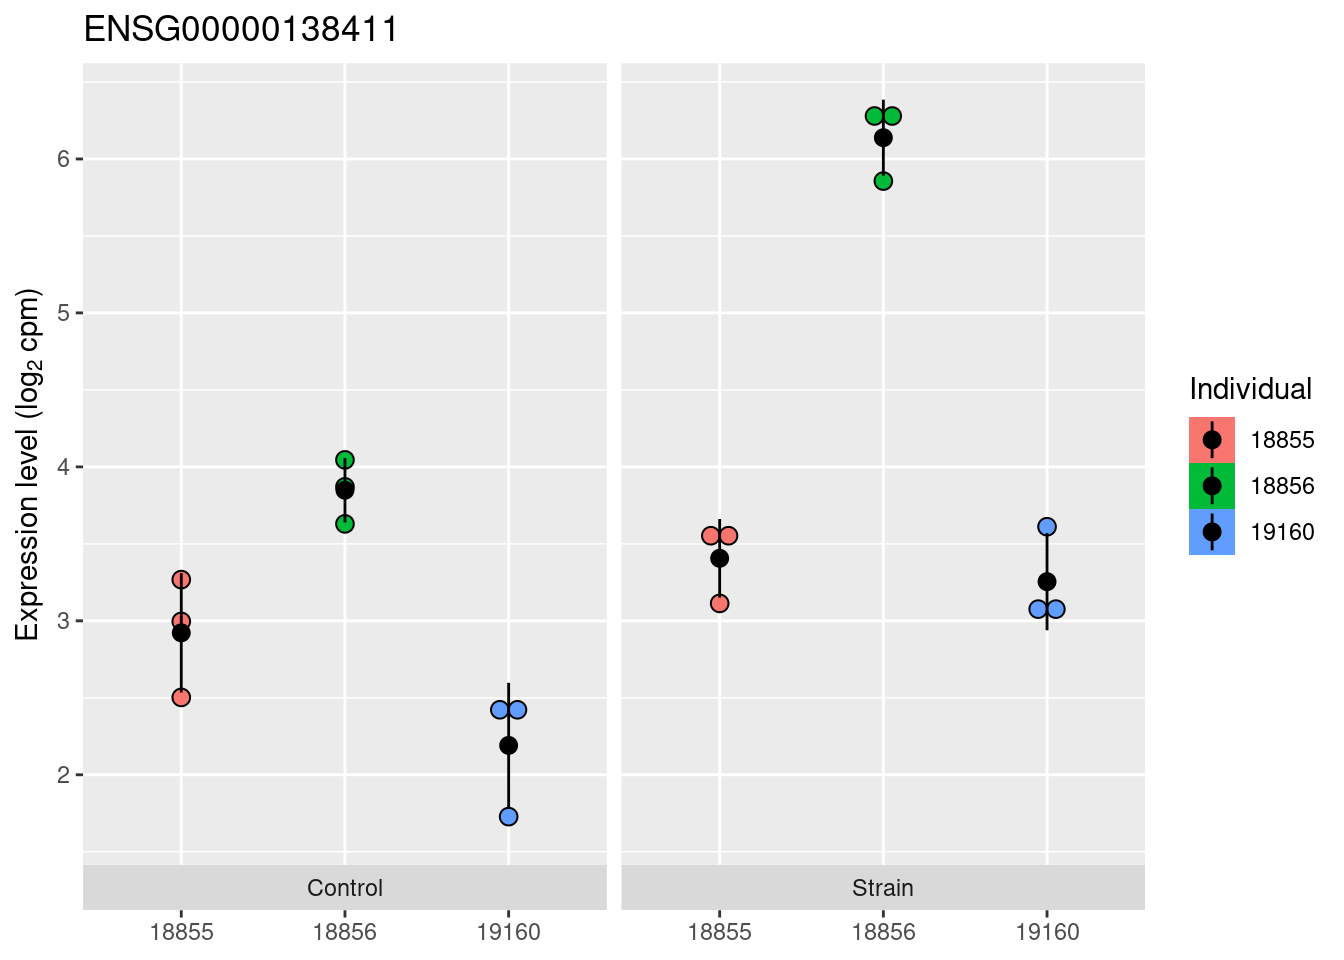 ENSG00000138411
Expression level (log₂ cpm)
6
5
4
3
2
Control
Strain
18855
18856
19160
18855
18856
19160
Individual
18855
18856
19160